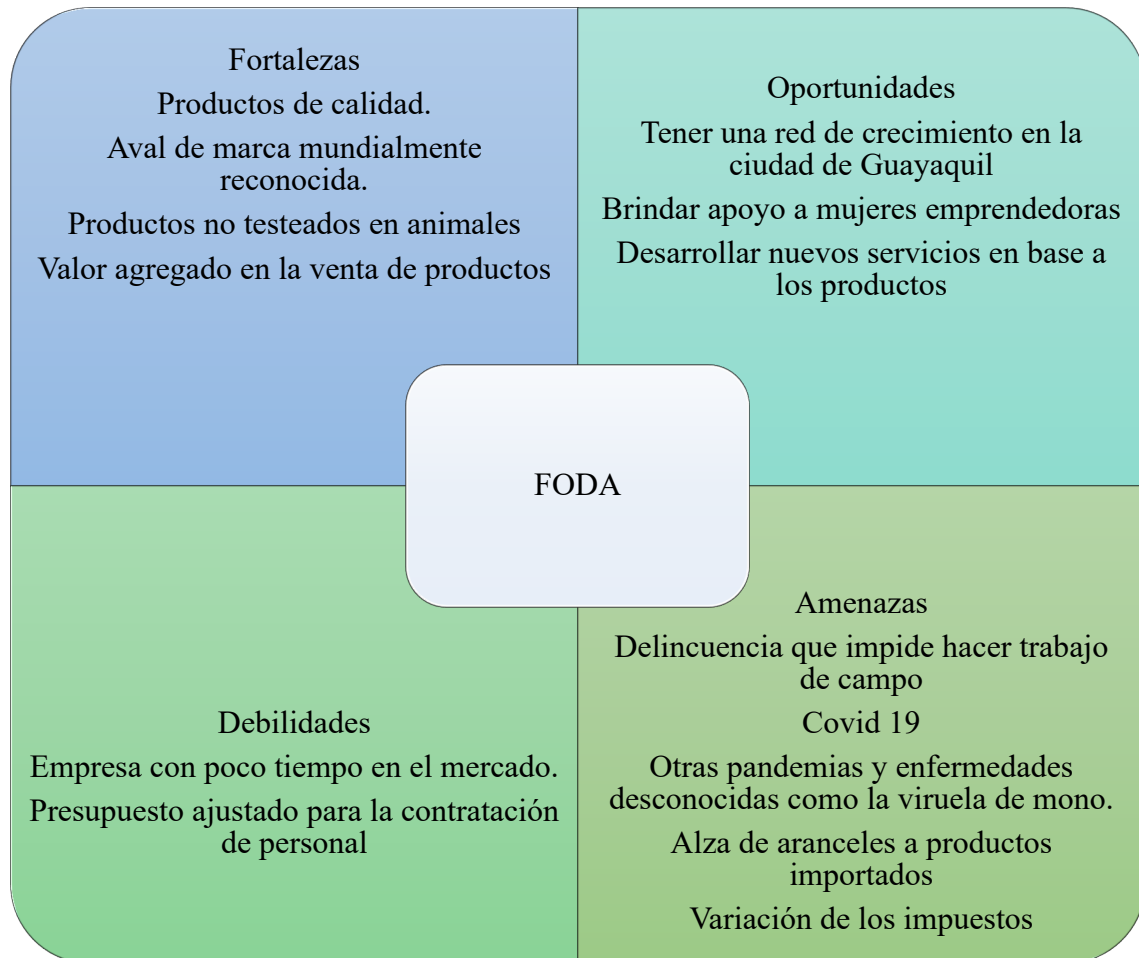 Fortalezas
Productos de calidad.
Aval de marca mundialmente
reconocida.
Productos no testeados en animales
Valor agregado en la venta de productos
Oportunidades
Tener una red de crecimiento en la
ciudad de Guayaquil
Brindar apoyo a mujeres emprendedoras
Desarrollar nuevos servicios en base a
los productos
FODA
Debilidades
Empresa con poco tiempo en el mercado.
Presupuesto ajustado para la contratación
de personal
Amenazas
Delincuencia que impide hacer trabajo
de campo
Covid 19
Otras pandemias y enfermedades
desconocidas como la viruela de mono.
Alza de aranceles a productos
importados
Variación de los impuestos